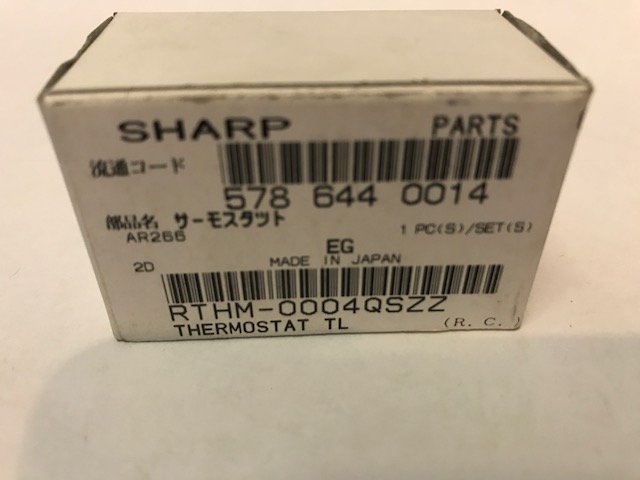 SHARP PARTS
流通コード
578 644 0014
部品名 サーモスタツト
AR266 1 PC(S)/SET(S)
EG
2D MADE IN JAPAN
RTHM-0004QSZZ
THERMOSTAT TL (R. C. )